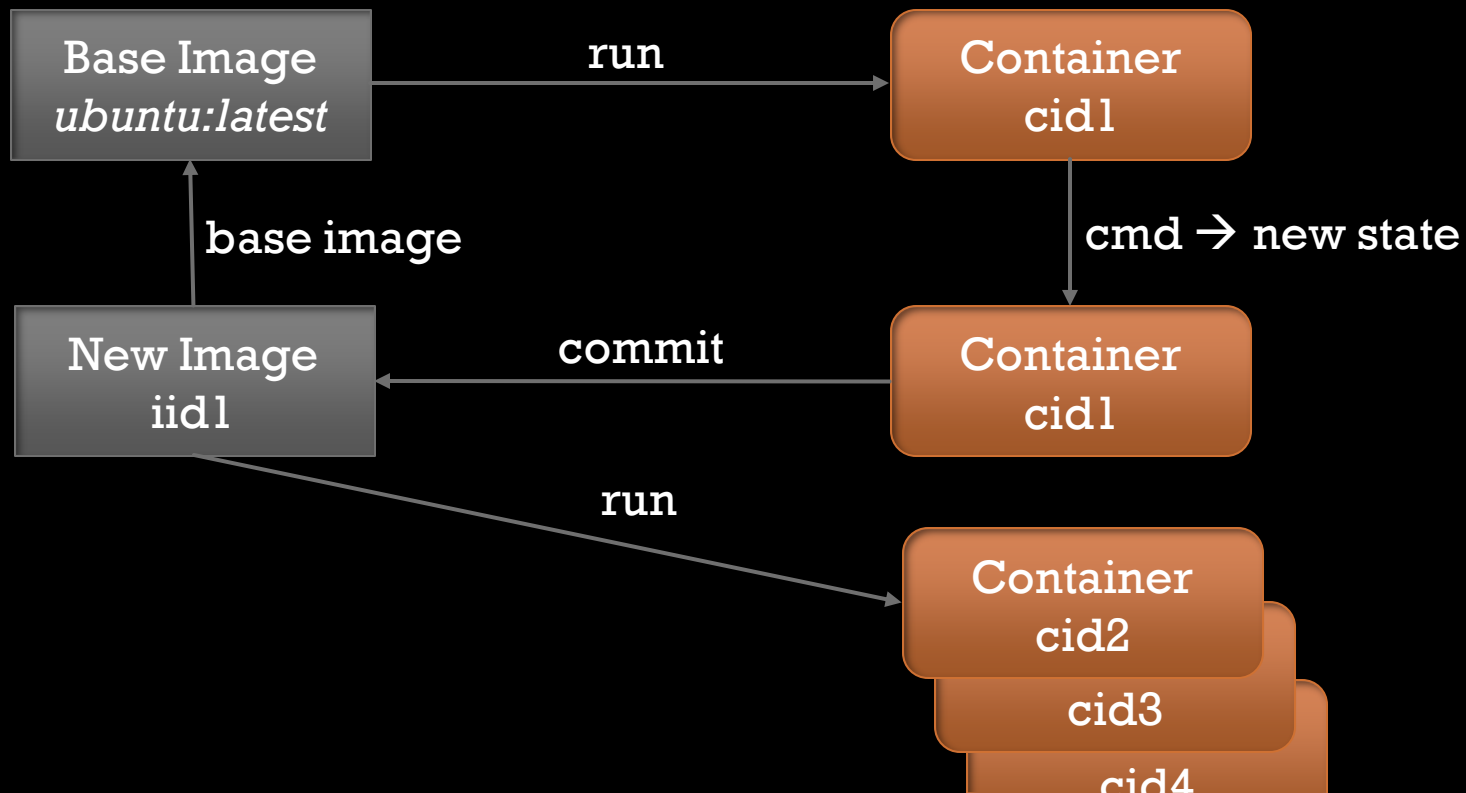 Base Image
ubuntu:latest
run
Container
cid1
base image
cmd → new state
New Image
iid1
commit
Container
cid1
run
Container
cid2
cid3
cid4